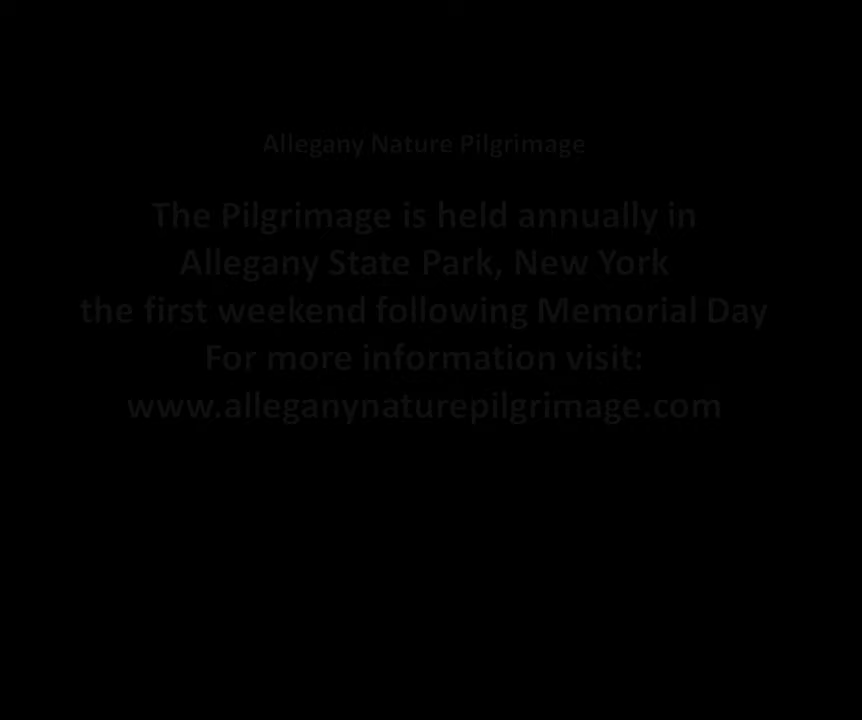 Allegany Nature Pilgrimage
The Pilgrimage is held annually in
Allegany State Park, New York
the first weekend following Memorial Day
For more information visit:
www.alleganynaturepilgrimage.com